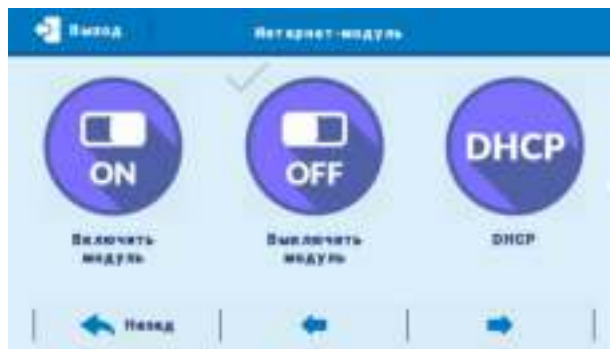 Выход
Интернет-модуль
ON
OFF
DHCP
Включить
модуль
Выключить
модуль
DHCP
Назад